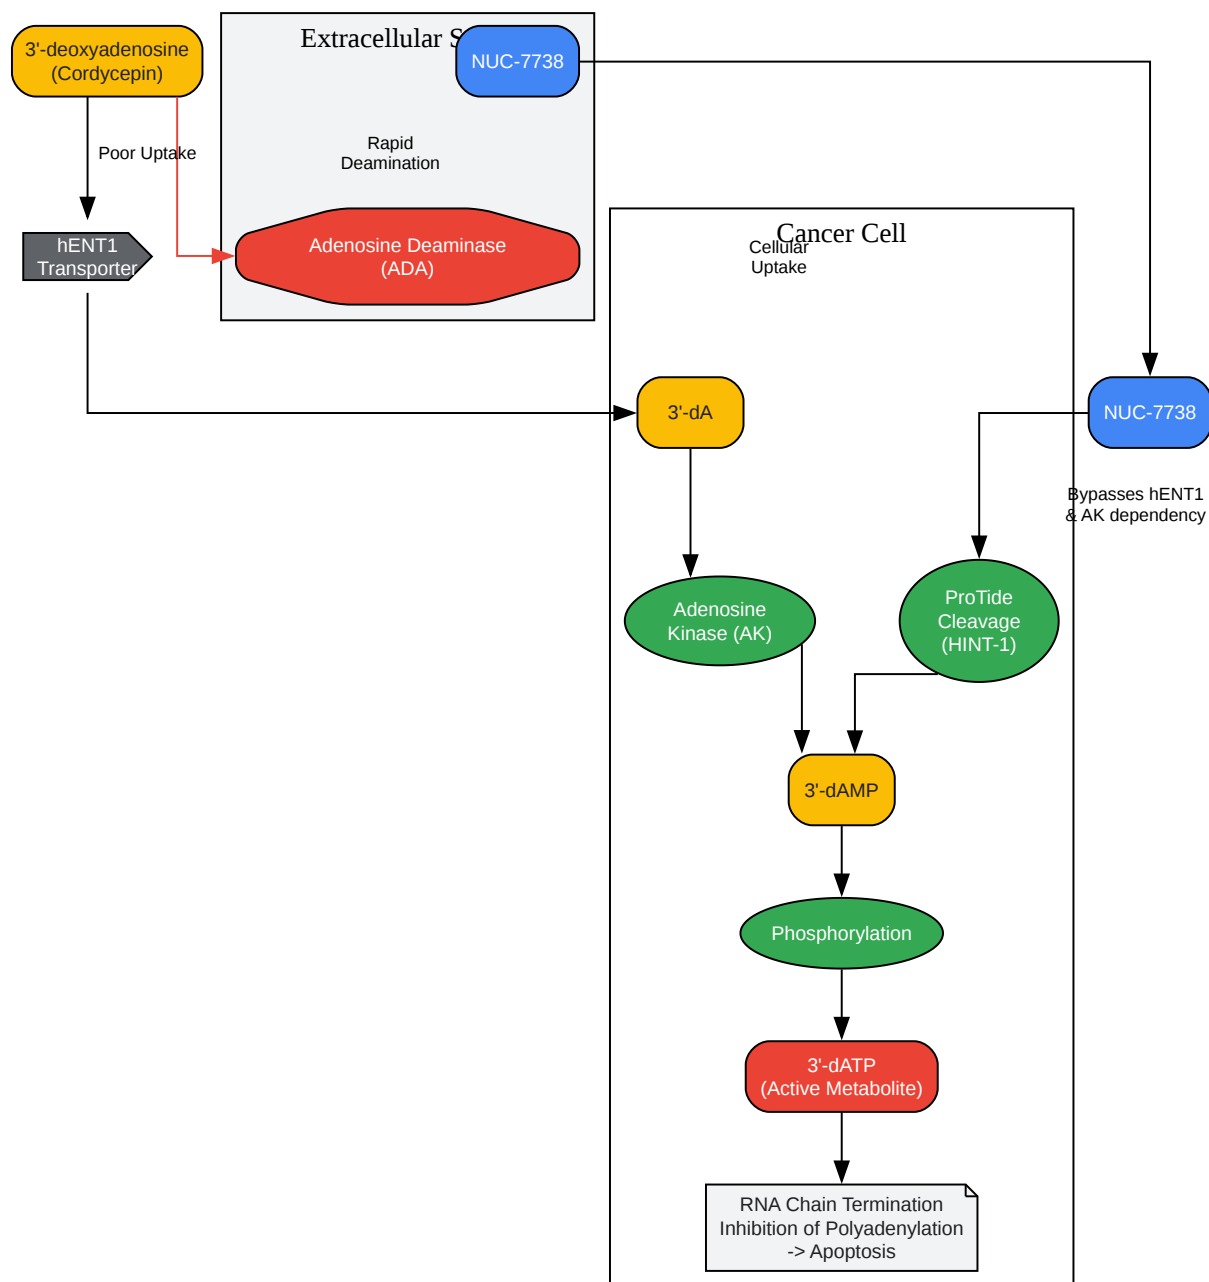 3'-deoxyadenosine
(Cordycepin)
Extracellular S
NUC-7738
Poor Uptake
Rapid
Deamination
hENT1
Transporter
Adenosine Deaminase
(ADA)
Cancer Cell
Cellular
Uptake
3'-dA
NUC-7738
Bypasses hENT1
& AK dependency
Adenosine
Kinase (AK)
ProTide
Cleavage
(HINT-1)
3'-dAMP
Phosphorylation
3'-dATP
(Active Metabolite)
RNA Chain Termination
Inhibition of Polyadenylation
-> Apoptosis